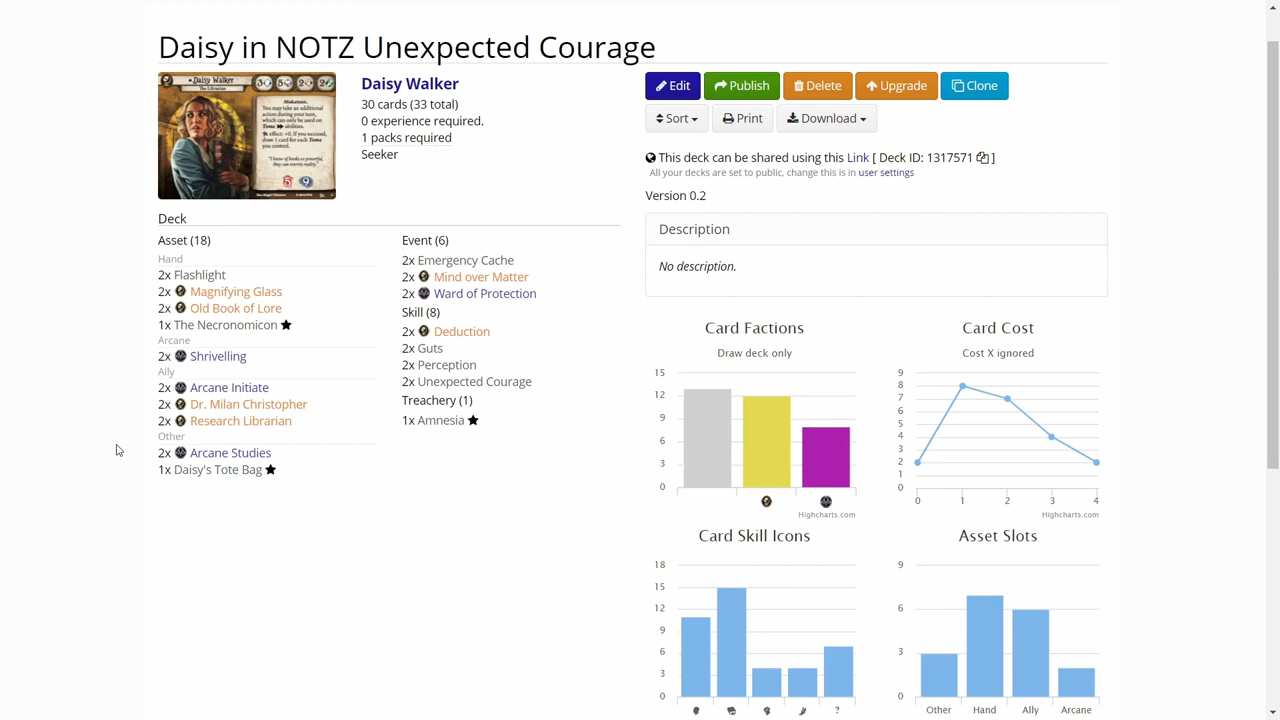 Daisy in NOTZ Unexpected Courage
Daisy Walker
The Librarian
Daisy Walker
30 cards (33 total)
0 experience required.
1 packs required
Seeker
Edit
Publish
Delete
Upgrade
Clone
Sort
Print
Download
This deck can be shared using this Link [ Deck ID: 1317571 ]
All your decks are set to public, change this is in user settings
Version 0.2
Description
No description.
Deck
Asset (18)
Hand
2x Flashlight
2x Magnifying Glass
2x Old Book of Lore
1x The Necronomicon
Arcane
2x Shrivelling
Ally
2x Arcane Initiate
2x Dr. Milan Christopher
2x Research Librarian
Other
2x Arcane Studies
1x Daisy's Tote Bag
Event (6)
2x Emergency Cache
2x Mind over Matter
2x Ward of Protection
Skill (8)
2x Deduction
2x Guts
2x Perception
2x Unexpected Courage
Treachery (1)
1x Amnesia
Card Factions
Draw deck only
15
12
9
6
3
0
Highcharts.com
Card Cost
Cost X ignored
9
8
7
6
5
4
3
2
1
0
0 1 2 3 4
Highcharts.com
Card Skill Icons
18
15
12
9
6
3
0
?
Asset Slots
9
6
3
0
Other Hand Ally Arcane